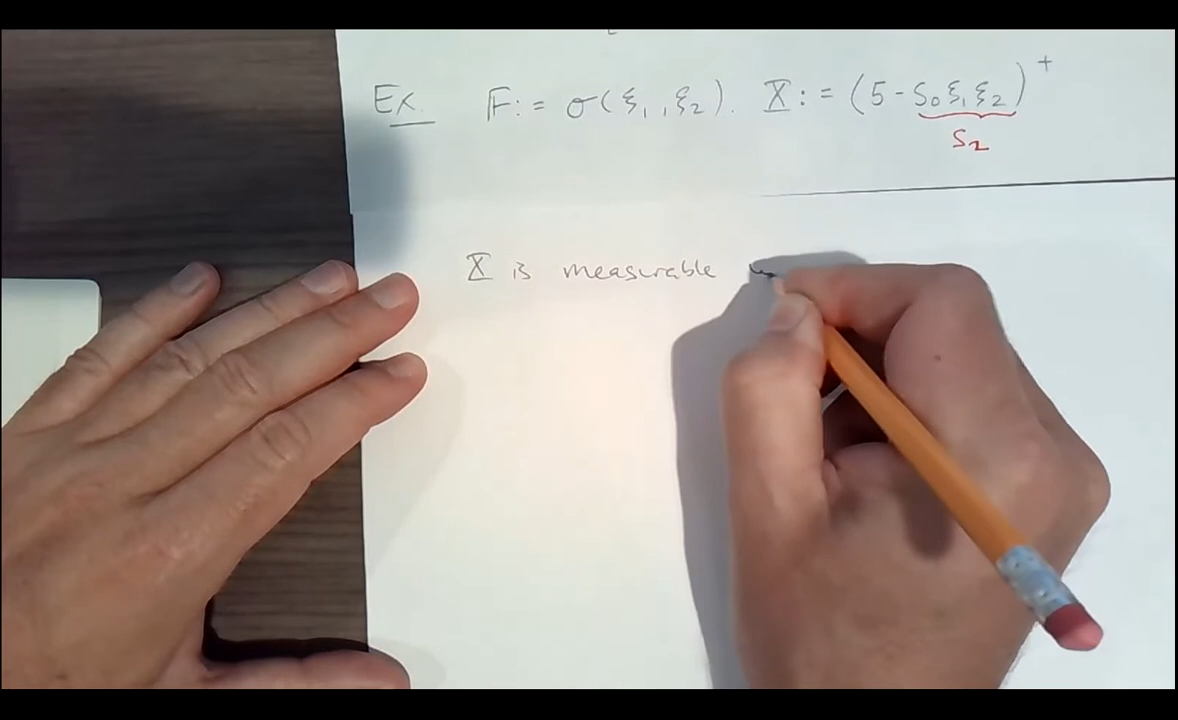 Ex. F := σ(ξ₁, ξ₂). X := (5 - S₀ξ₁ξ₂)⁺
S₂
X is measurable